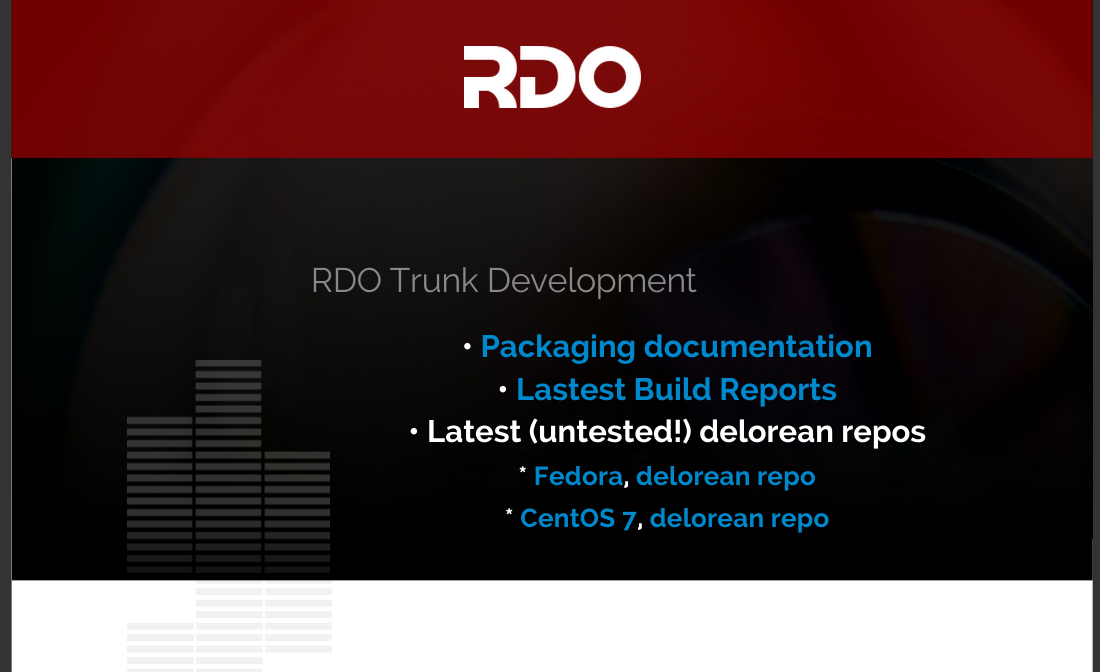 RDO
RDO Trunk Development
• Packaging documentation
• Lastest Build Reports
• Latest (untested!) delorean repos
* Fedora, delorean repo
* CentOS 7, delorean repo